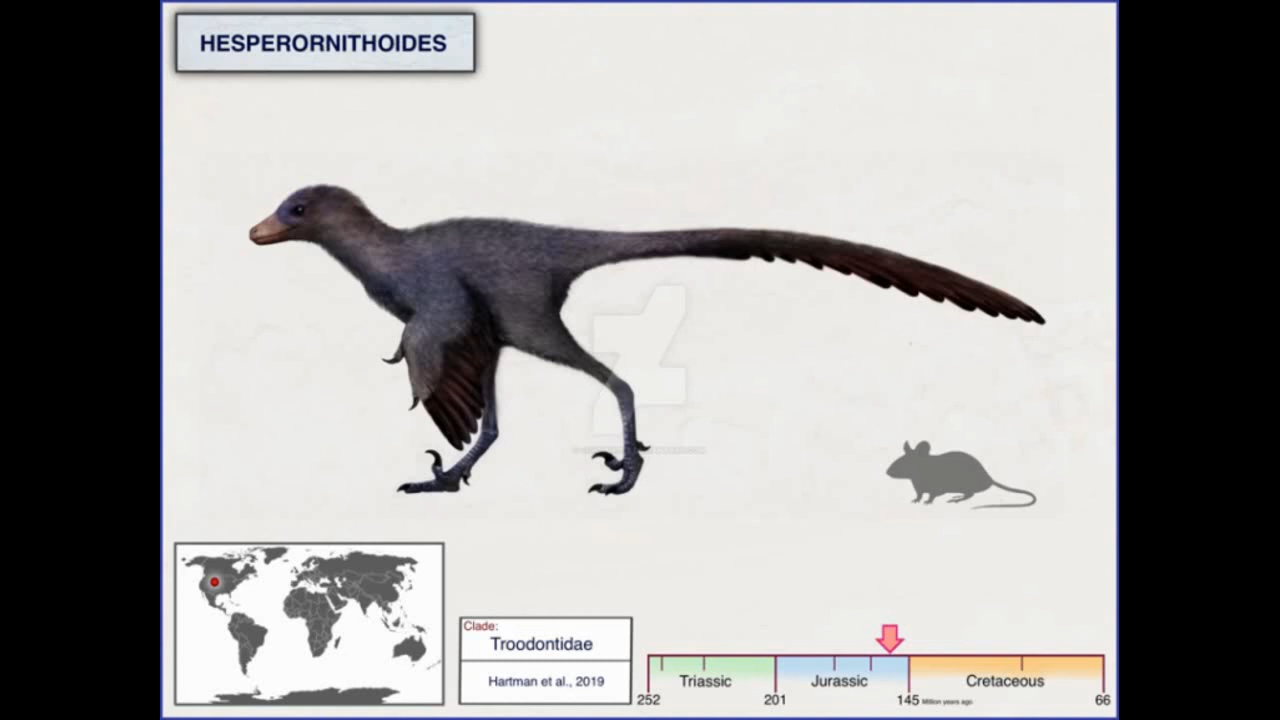 HESPERORNITHOIDES
Clade:
Troodontidae
Hartman et al., 2019
Triassic
Jurassic
Cretaceous
252
201
145 Million years ago
66